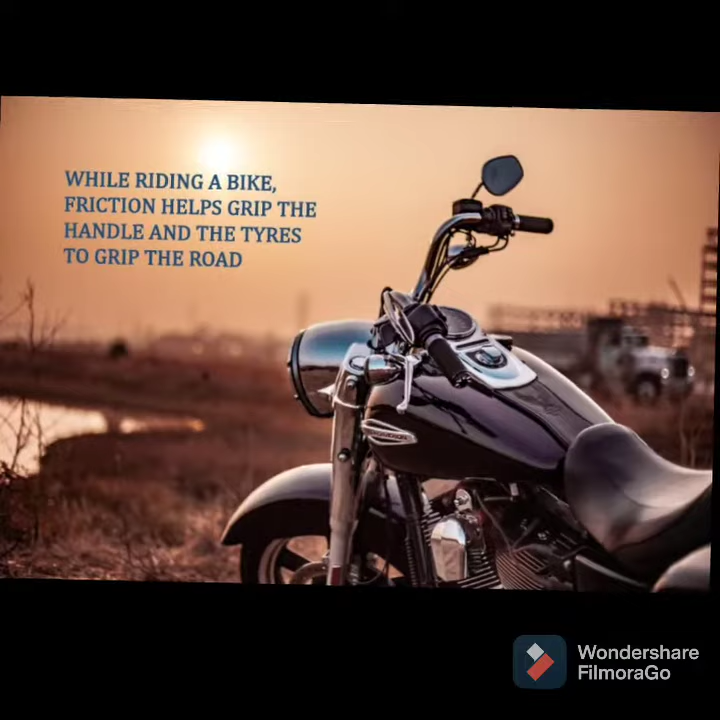 WHILE RIDING A BIKE,
FRICTION HELPS GRIP THE
HANDLE AND THE TYRES
TO GRIP THE ROAD
Wondershare
FilmoraGo